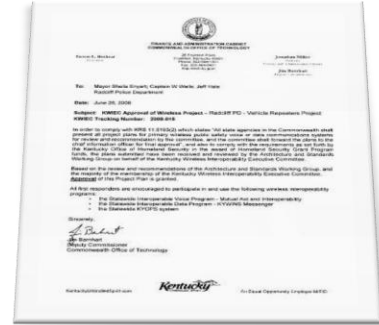 FINANCE AND ADMINISTRATION CABINET
COMMONWEALTH OFFICE OF TECHNOLOGY
Jonathan Miller
Jim Barnhart
To: Mayor Sheila Enyart, Captain W Wells, Jeff Yates
Radcliff Police Department
Date: June 26, 2009
Subject: KWIEC Approval of Wireless Project – Radcliff PD - Vehicle Repeaters Project
KWIEC Tracking Number:
In order to comply with KRS 11.5163(2) which states "All state agencies in the Commonwealth shall
present all project plans for primary wireless public safety voice or data communications systems
for review and recommendation by the committee, and the committee shall forward the plans to the
chief information officer for final approval", and also to comply with the requirements as set forth by
the Kentucky Office of Homeland Security in the award of Homeland Security Grant Program
funds, the plans submitted have been received and reviewed by the Architecture and Standards
Working Group on behalf of the Kentucky Wireless Interoperability Executive Committee.
Based on the review and recommendations of the Architecture and Standards Working Group, and
the majority of the membership of the Kentucky Wireless Interoperability Executive Committee,
Approval of this Project Plan is granted.
All first responders are encouraged to participate in and use the following wireless interoperability
programs:
• the Statewide Interoperable Voice Program - Mutual Aid and Interoperability
• the Statewide Interoperable Data Program - KYWINS Messenger
• the Statewide KYOPS system
Sincerely,
Jim Barnhart
Deputy Commissioner
Commonwealth Office of Technology
KentuckyUnbridledSpirit.com
Kentucky
An Equal Opportunity Employer M/F/D